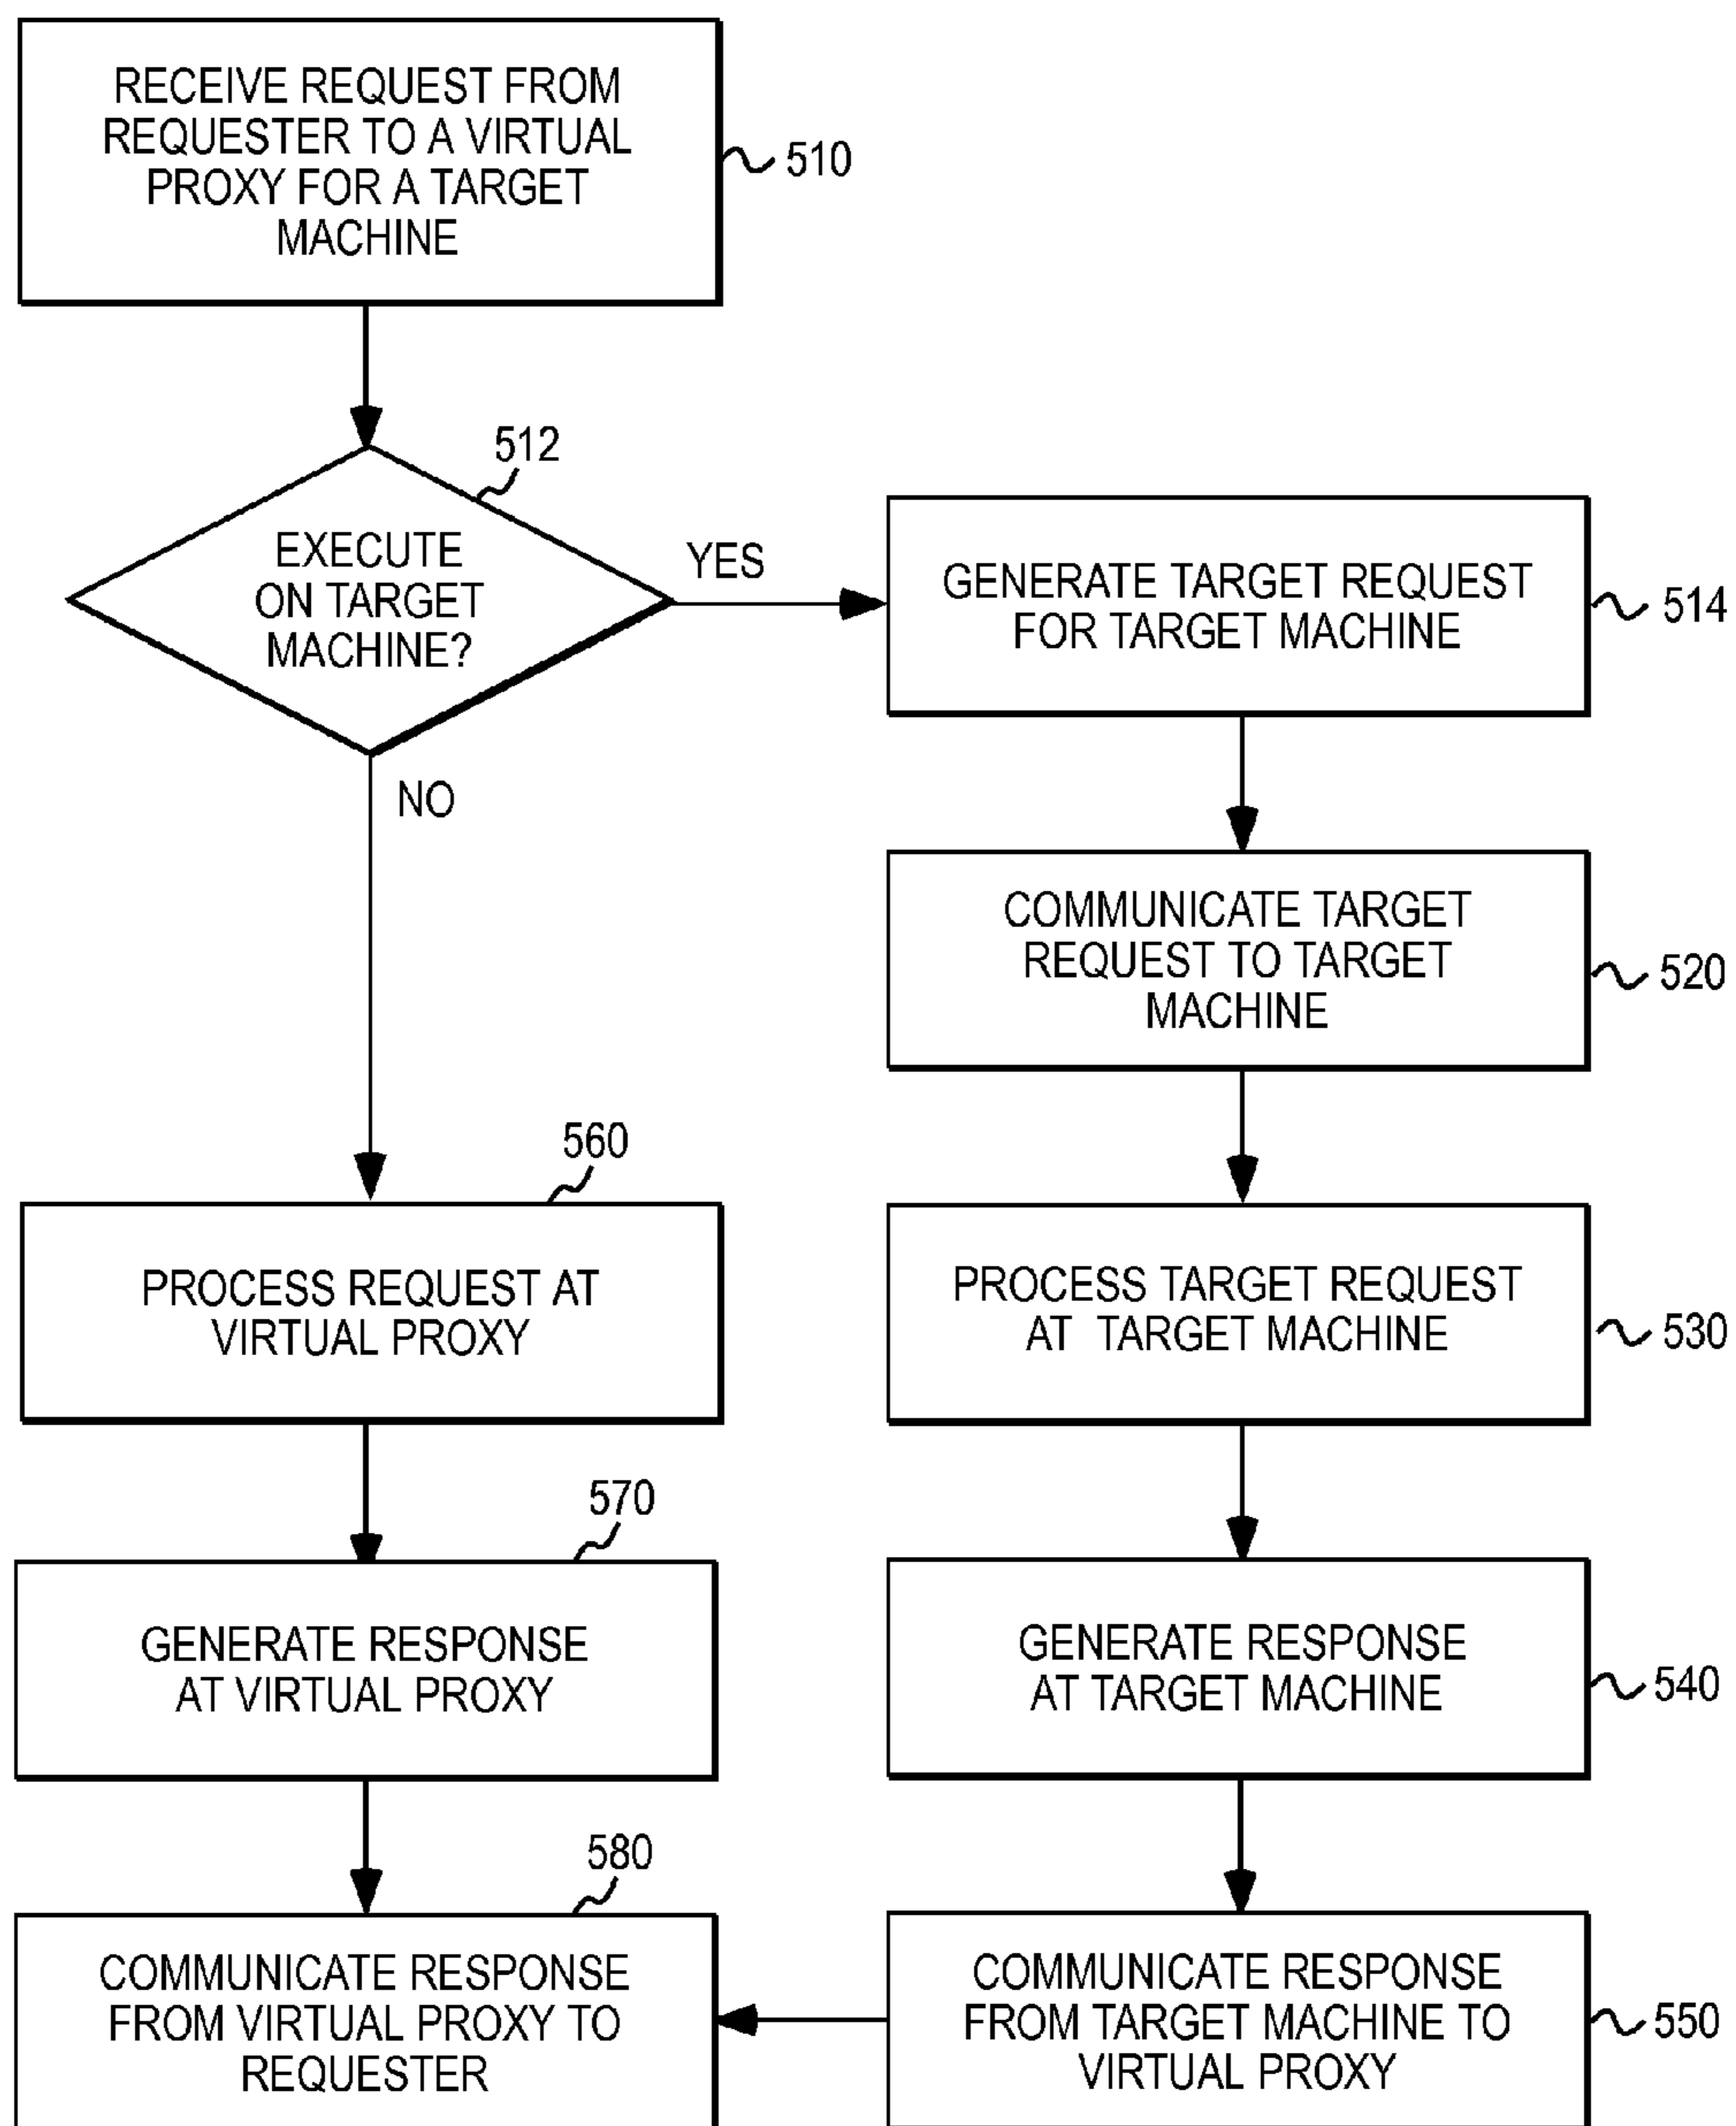 RECEIVE REQUEST FROM
REQUESTER TO A VIRTUAL
PROXY FOR A TARGET
MACHINE
510
512
EXECUTE
ON TARGET
MACHINE?
YES
NO
GENERATE TARGET REQUEST
FOR TARGET MACHINE
514
COMMUNICATE TARGET
REQUEST TO TARGET
MACHINE
520
560
PROCESS REQUEST AT
VIRTUAL PROXY
PROCESS TARGET REQUEST
AT TARGET MACHINE
530
570
GENERATE RESPONSE
AT VIRTUAL PROXY
GENERATE RESPONSE
AT TARGET MACHINE
540
580
COMMUNICATE RESPONSE
FROM VIRTUAL PROXY TO
REQUESTER
COMMUNICATE RESPONSE
FROM TARGET MACHINE TO
VIRTUAL PROXY
550